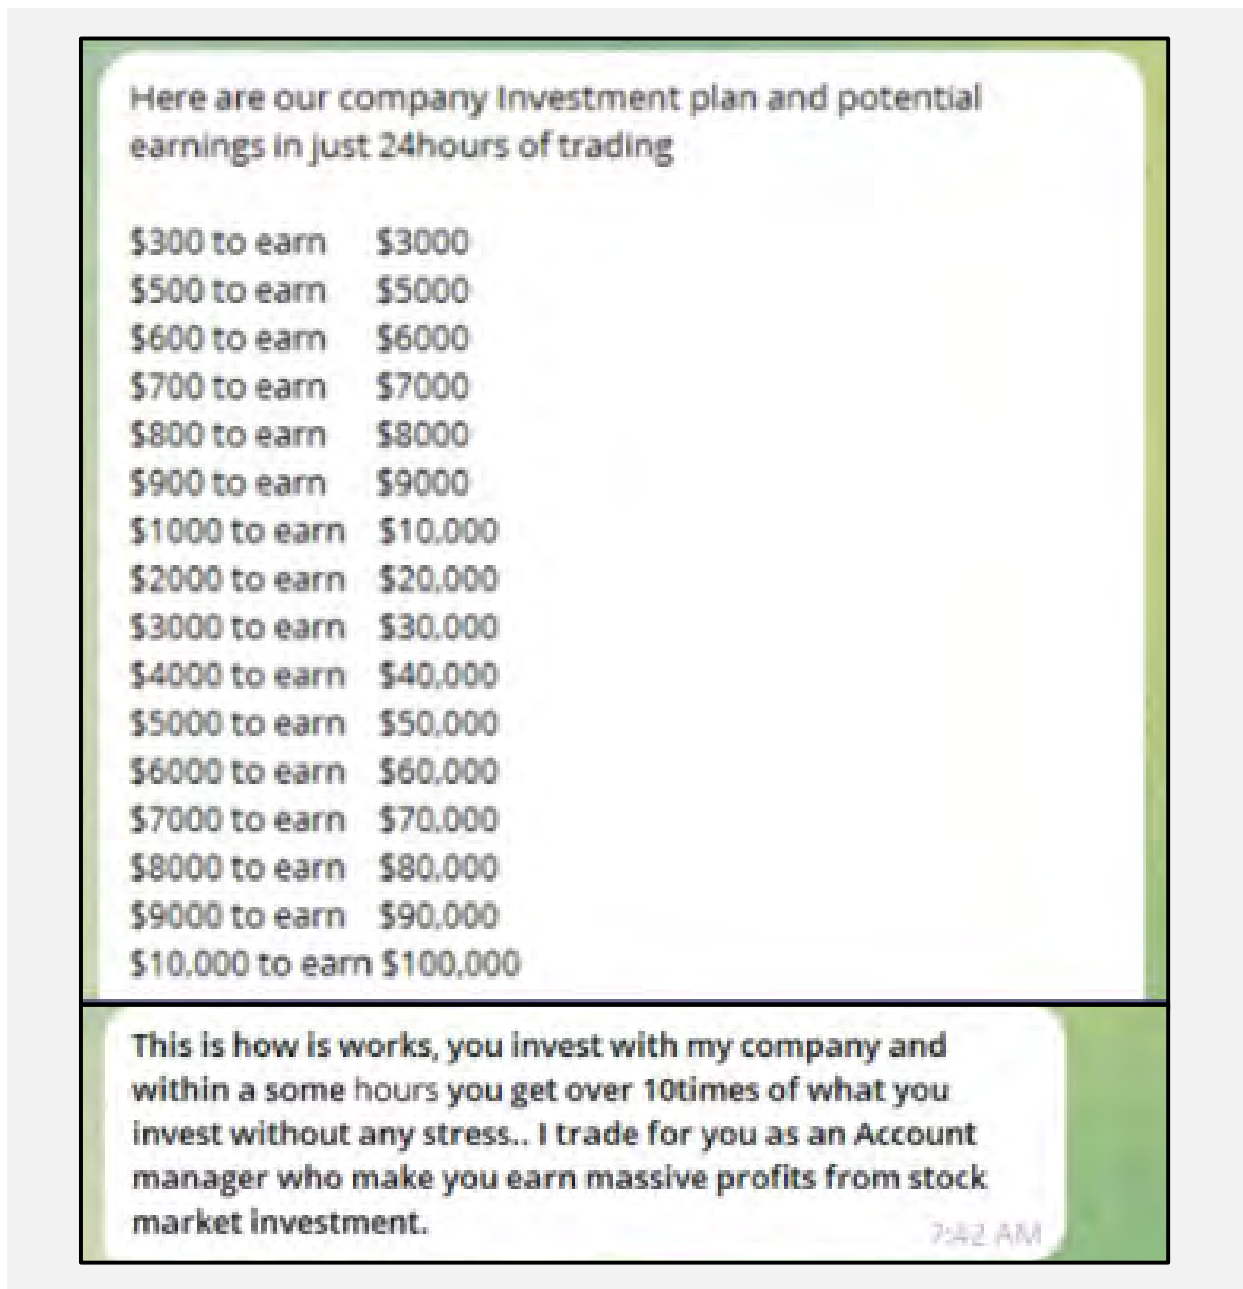 Here are our company Investment plan and potential
earnings in just 24hours of trading
$300 to earn $3000
$500 to earn $5000
$600 to earn $6000
$700 to earn $7000
$800 to earn $8000
$900 to earn $9000
$1000 to earn $10,000
$2000 to earn $20,000
$3000 to earn $30,000
$4000 to earn $40,000
$5000 to earn $50,000
$6000 to earn $60,000
$7000 to earn $70,000
$8000 to earn $80,000
$9000 to earn $90,000
$10,000 to earn $100,000
This is how is works, you invest with my company and
within a some hours you get over 10times of what you
invest without any stress.. I trade for you as an Account
manager who make you earn massive profits from stock
market investment.
7:42 AM